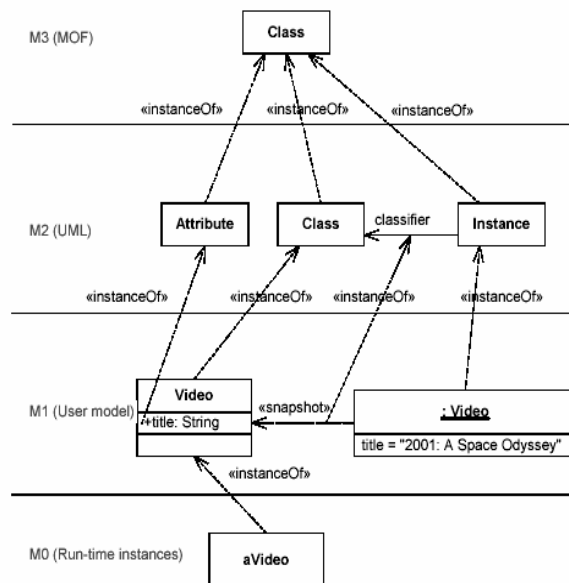 M3 (MOF)
Class
«instanceOf» «instanceOf» «instanceOf»
M2 (UML)
Attribute
Class
classifier
Instance
«instanceOf» «instanceOf» «instanceOf» «instanceOf»
M1 (User model)
Video
+title: String
«snapshot»
: Video
title = "2001: A Space Odyssey"
«instanceOf»
M0 (Run-time instances)
aVideo